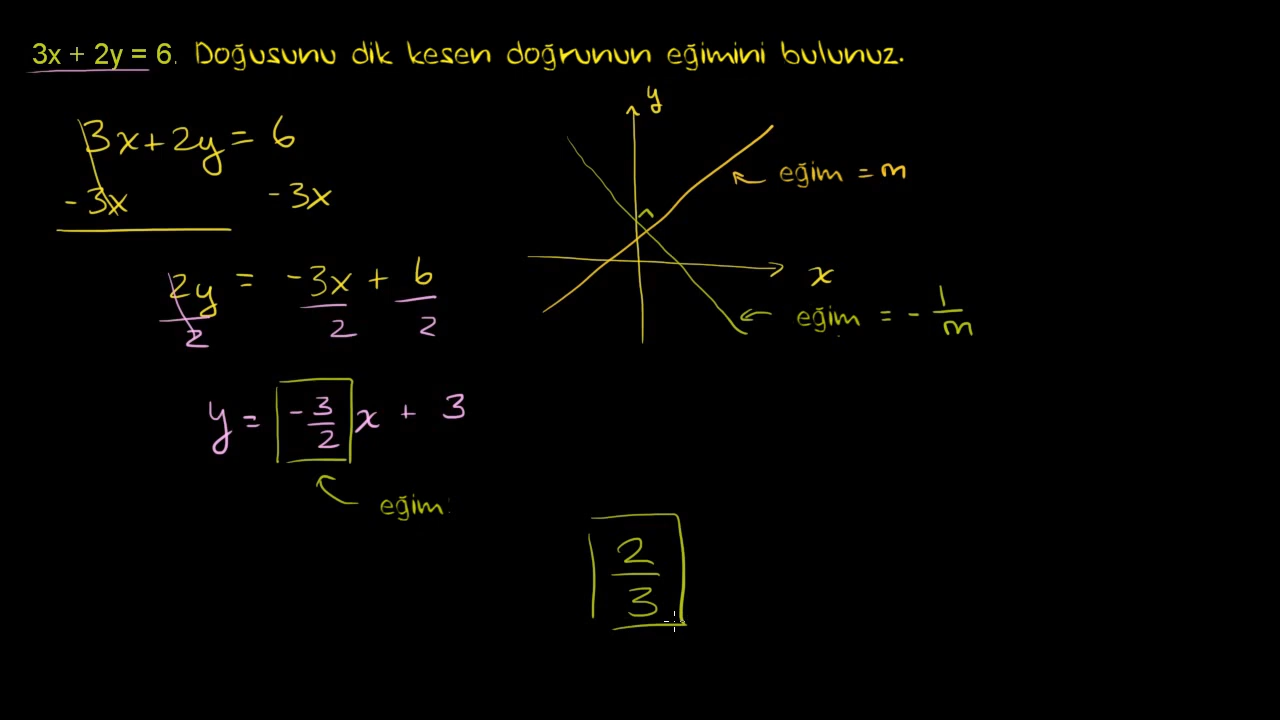 3x + 2y = 6. Doğusunu dik kesen doğrunun eğimini bulunuz.
3x + 2y = 6
-3x -3x
2y = -3x + 6
2 2 2
y = -3/2 x + 3
eğim
y
eğim = m
x
eğim = - 1/m
2/3